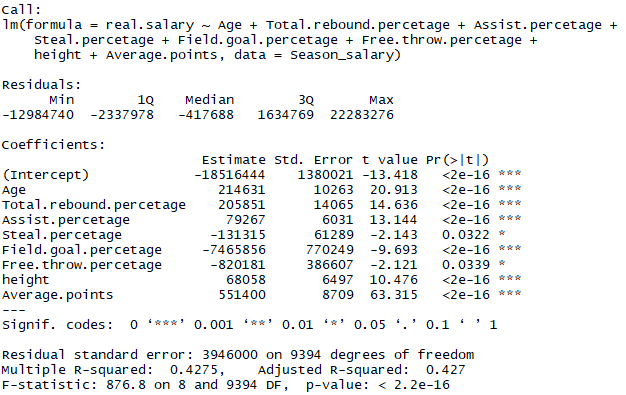 Call:
lm(formula = real.salary ~ Age + Total.rebound.percetage + Assist.percetage +
    Steal.percetage + Field.goal.percetage + Free.throw.percetage +
    height + Average.points, data = Season_salary)

Residuals:
      Min        1Q    Median        3Q       Max
-12984740  -2337978   -417688   1634769  22283276

Coefficients:
                          Estimate Std. Error t value Pr(>|t|)
(Intercept)              -18516444    1380021 -13.418   <2e-16 ***
Age                         214631      10263  20.913   <2e-16 ***
Total.rebound.percetage     205851      14065  14.636   <2e-16 ***
Assist.percetage             79267       6031  13.144   <2e-16 ***
Steal.percetage            -131315      61289  -2.143   0.0322 *
Field.goal.percetage      -7465856     770249  -9.693   <2e-16 ***
Free.throw.percetage       -820181     386607  -2.121   0.0339 *
height                       68058       6497  10.476   <2e-16 ***
Average.points              551400       8709  63.315   <2e-16 ***
---
Signif. codes:  0 ‘***’ 0.001 ‘**’ 0.01 ‘*’ 0.05 ‘.’ 0.1 ‘ ’ 1

Residual standard error: 3946000 on 9394 degrees of freedom
Multiple R-squared:  0.4275,    Adjusted R-squared:  0.427
F-statistic: 876.8 on 8 and 9394 DF,  p-value: < 2.2e-16